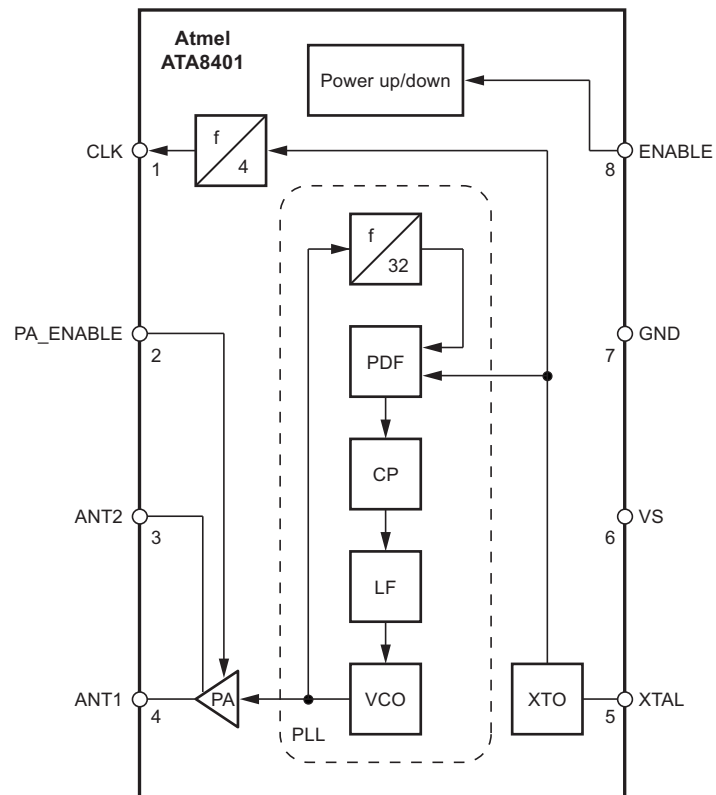 Atmel
ATA8401
Power up/down
CLK
1
f
4
ENABLE
8
f
32
PA_ENABLE
2
PDF
GND
7
CP
ANT2
3
VS
6
LF
ANT1
4
PA
VCO
XTO
XTAL
5
PLL